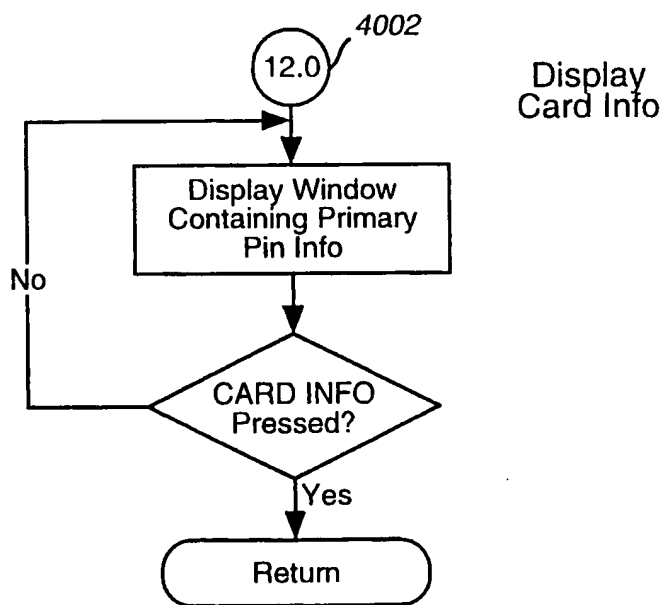 4002
12.0
Display
Card Info
Display Window
Containing Primary
Pin Info
No
CARD INFO
Pressed?
Yes
Return